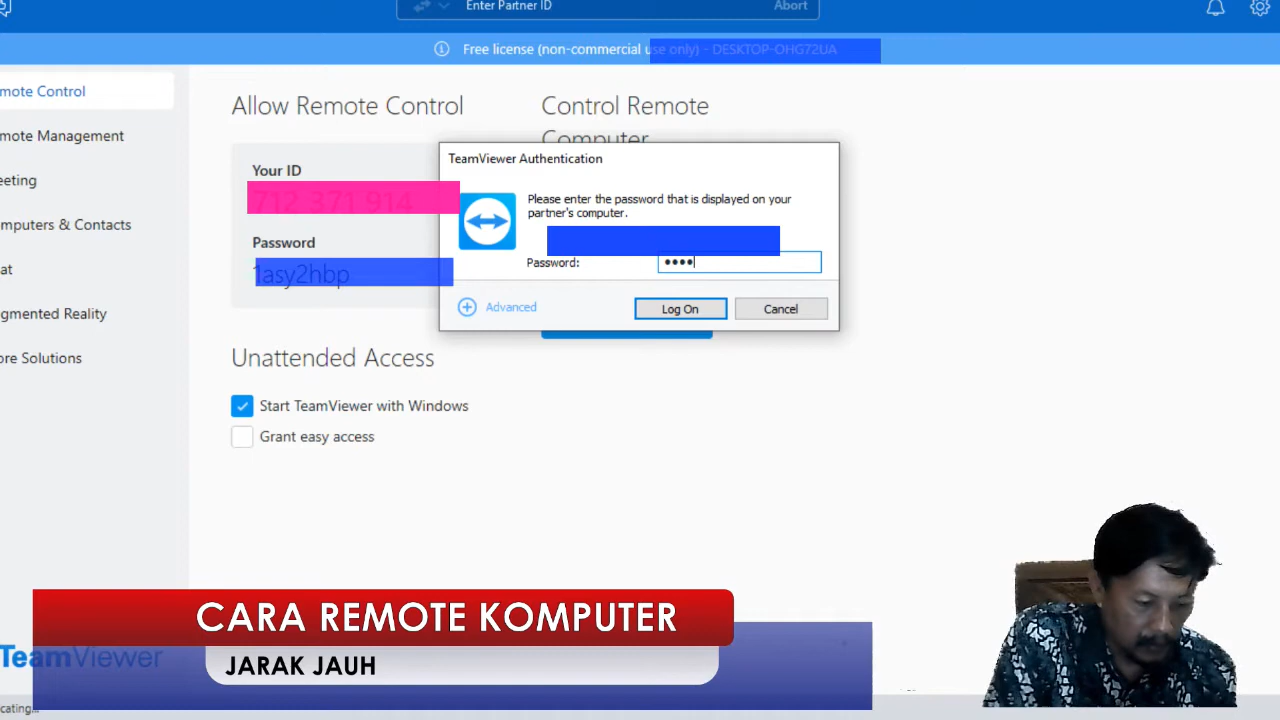 Enter Partner ID
Abort
Free license (non-commercial use only)
mote Control
mote Management
eeting
mputers & Contacts
at
gmented Reality
ore Solutions
Allow Remote Control
Your ID
Password
Control Remote
Computer
TeamViewer Authentication
Please enter the password that is displayed on your
partner's computer.
Password:
Advanced
Log On
Cancel
Unattended Access
Start TeamViewer with Windows
Grant easy access
CARA REMOTE KOMPUTER
JARAK JAUH
TeamViewer
cating...